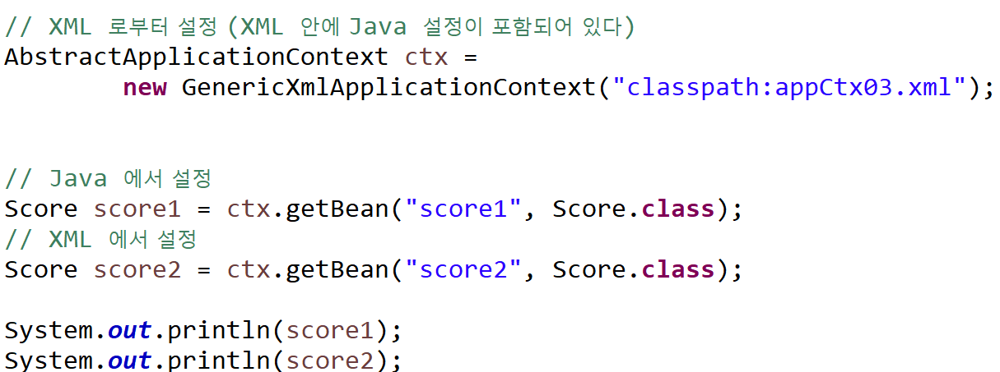 // XML 로부터 설정 (XML 안에 Java 설정이 포함되어 있다)
AbstractApplicationContext ctx =
        new GenericXmlApplicationContext("classpath:appCtx03.xml");
// Java 에서 설정
Score score1 = ctx.getBean("score1", Score.class);
// XML 에서 설정
Score score2 = ctx.getBean("score2", Score.class);
System.out.println(score1);
System.out.println(score2);